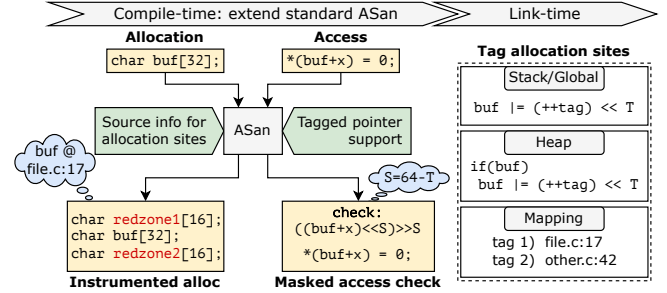 Compile-time: extend standard ASan
Link-time
Allocation
char buf[32];
Access
*(buf+x) = 0;
Source info for
allocation sites
ASan
Tagged pointer
support
buf @
file.c:17
S=64-T
char redzone1[16];
char buf[32];
char redzone2[16];
Instrumented alloc
check:
((buf+x)<<S)>>S
*(buf+x) = 0;
Masked access check
Tag allocation sites
Stack/Global
buf |= (++tag) << T
Heap
if(buf)
buf |= (++tag) << T
Mapping
tag 1) file.c:17
tag 2) other.c:42